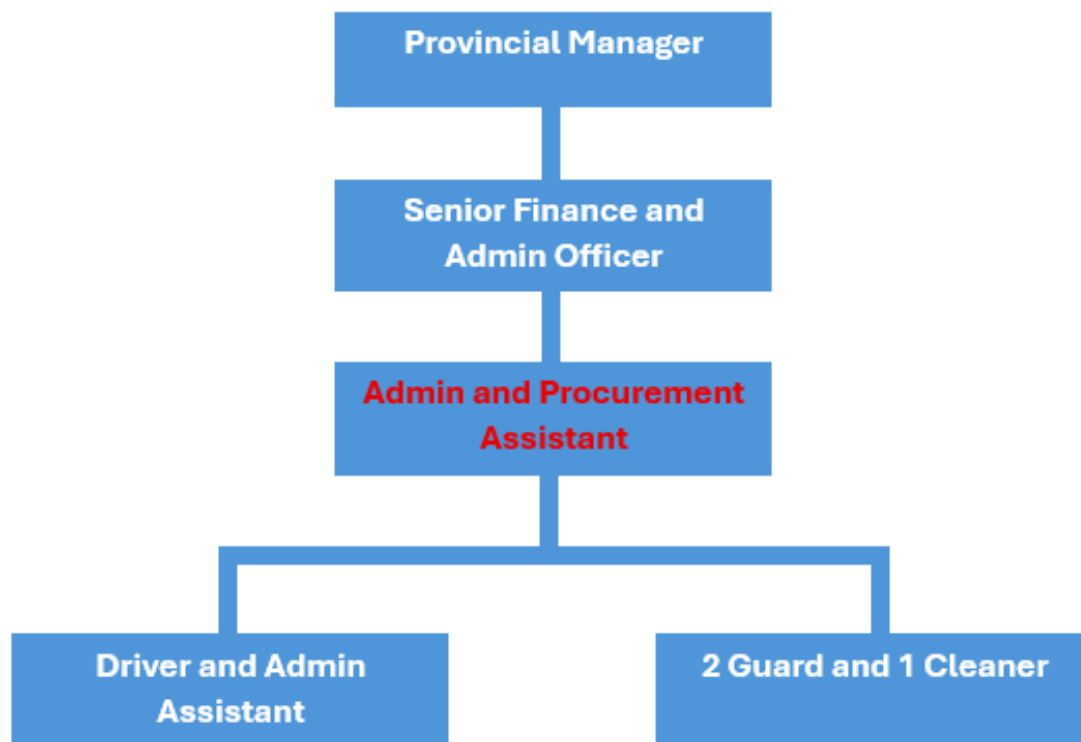 Provincial Manager
Senior Finance and
Admin Officer
Admin and Procurement
Assistant
Driver and Admin
Assistant
2 Guard and 1 Cleaner